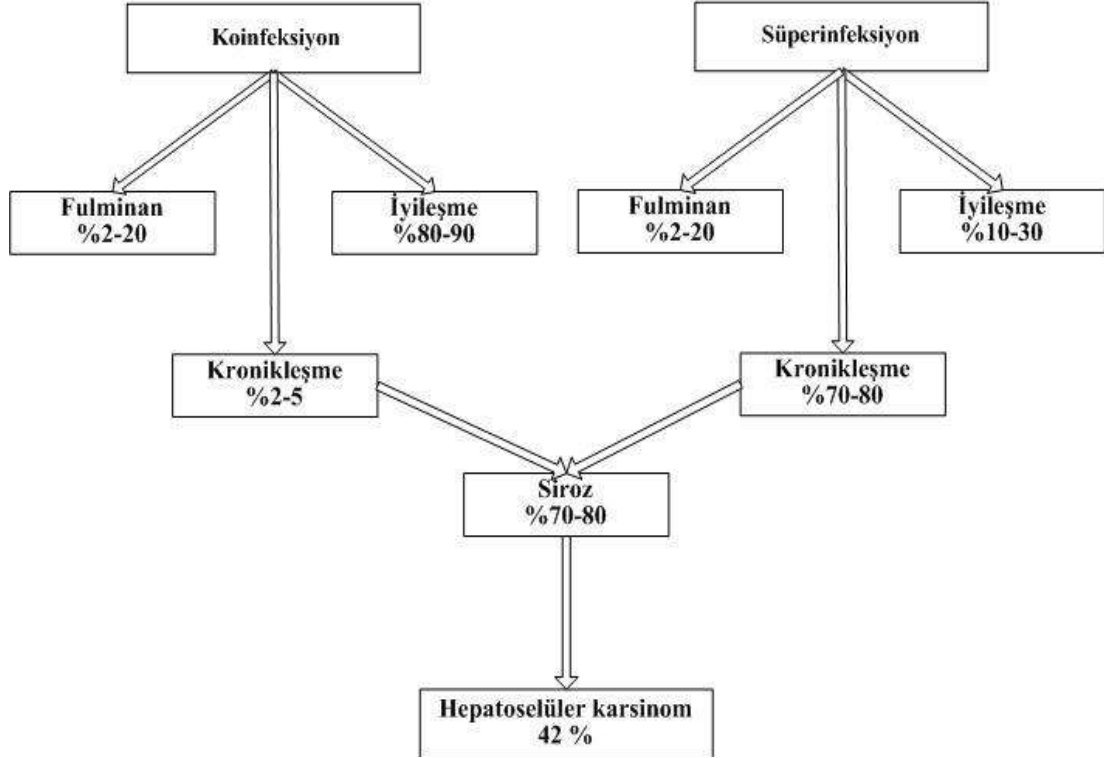 Koinfeksiyon
Süperinfeksiyon
Fulminan
%2-20
İyileşme
%80-90
Fulminan
%2-20
İyileşme
%10-30
Kronikleşme
%2-5
Kronikleşme
%70-80
Siroz
%70-80
Hepatoselüler karsinom
42 %